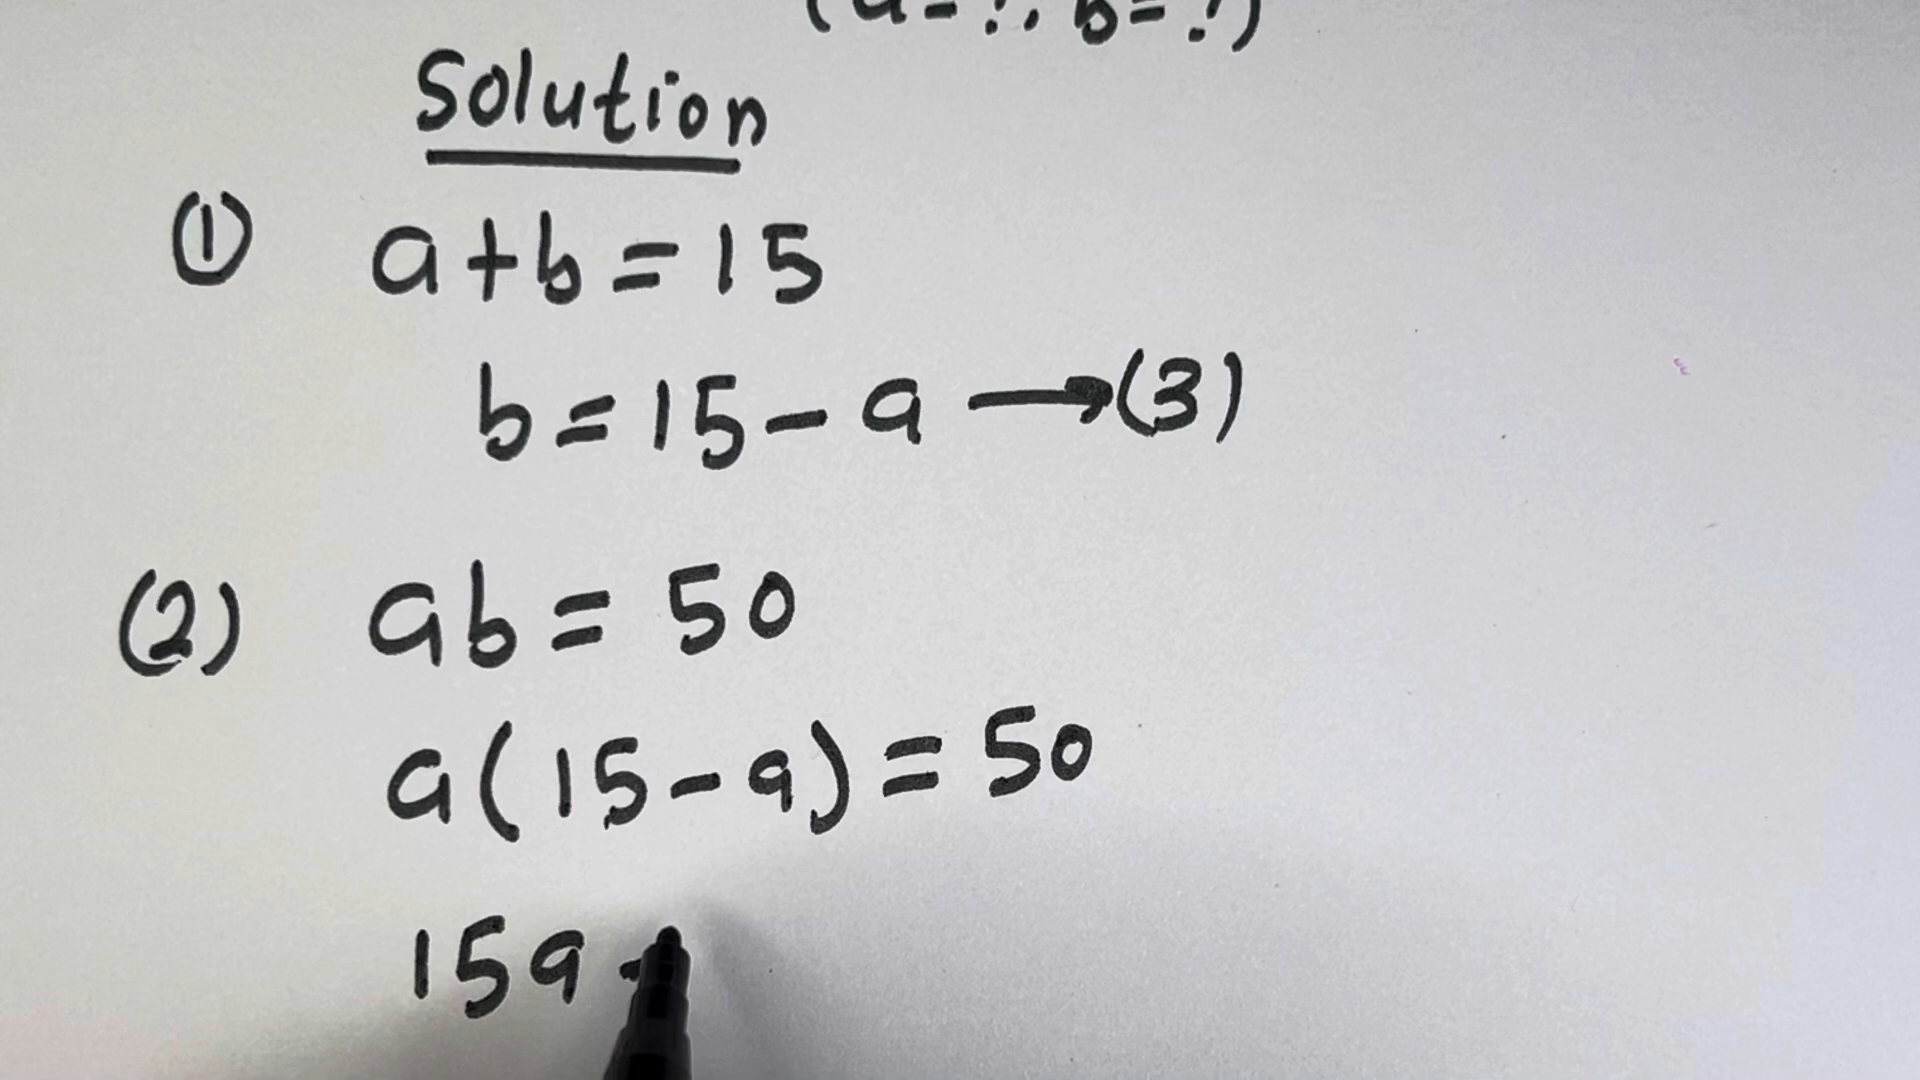 (a=?, b=?)
Solution
① a+b=15
b=15-a →(3)
(2) ab=50
a(15-a)=50
15a-